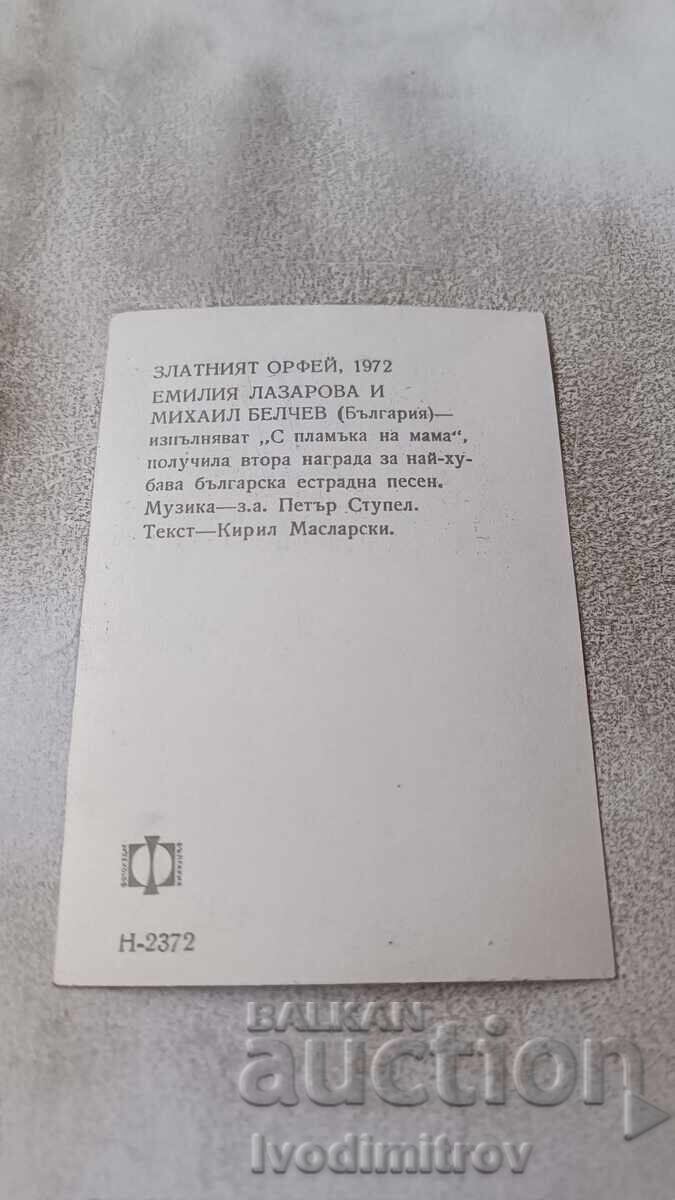 ЗЛАТНИЯТ ОРФЕЙ, 1972
ЕМИЛИЯ ЛАЗАРОВА И
МИХАИЛ БЕЛЧЕВ (България)—
изпълняват „С пламъка на мама“,
получила втора награда за най-ху-
бава българска естрадна песен.
Музика—з.а. Петър Ступел.
Текст—Кирил Масларски.
Н-2372
BALKAN
auction
Ivodimitrov